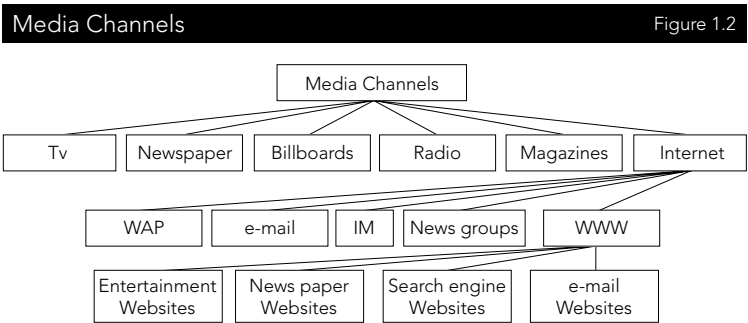 Media Channels Figure 1.2
Media Channels
Tv Newspaper Billboards Radio Magazines Internet
WAP e-mail IM News groups WWW
Entertainment Websites
News paper Websites
Search engine Websites
e-mail Websites